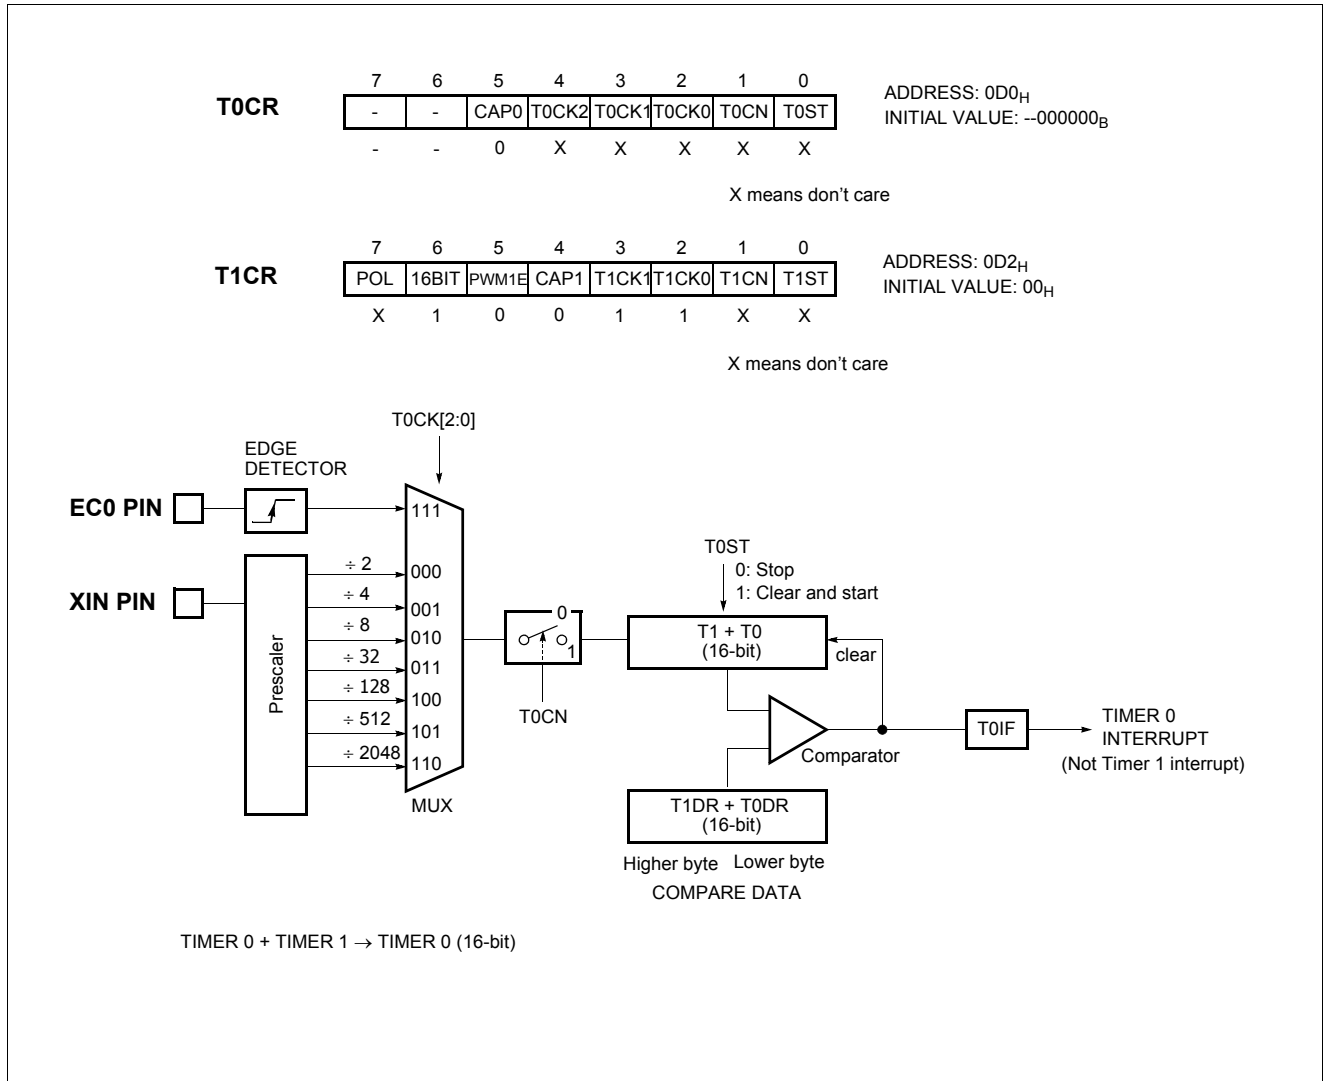 7 6 5 4 3 2 1 0
T0CR
- - CAP0 T0CK2 T0CK1 T0CK0 T0CN T0ST
- - 0 X X X X X
ADDRESS: 0D0H
INITIAL VALUE: --000000B
X means don't care
7 6 5 4 3 2 1 0
T1CR
POL 16BIT PWM1E CAP1 T1CK1 T1CK0 T1CN T1ST
X 1 0 0 1 1 X X
ADDRESS: 0D2H
INITIAL VALUE: 00H
X means don't care
T0CK[2:0]
EDGE
DETECTOR
EC0 PIN
111
XIN PIN
Prescaler
÷ 2
000
÷ 4
001
÷ 8
010
÷ 32
011
÷ 128
100
÷ 512
101
÷ 2048
110
MUX
0
1
T0CN
T0ST
0: Stop
1: Clear and start
T1 + T0
(16-bit)
clear
Comparator
T1DR + T0DR
(16-bit)
Higher byte Lower byte
COMPARE DATA
T0IF
TIMER 0
INTERRUPT
(Not Timer 1 interrupt)
TIMER 0 + TIMER 1 → TIMER 0 (16-bit)